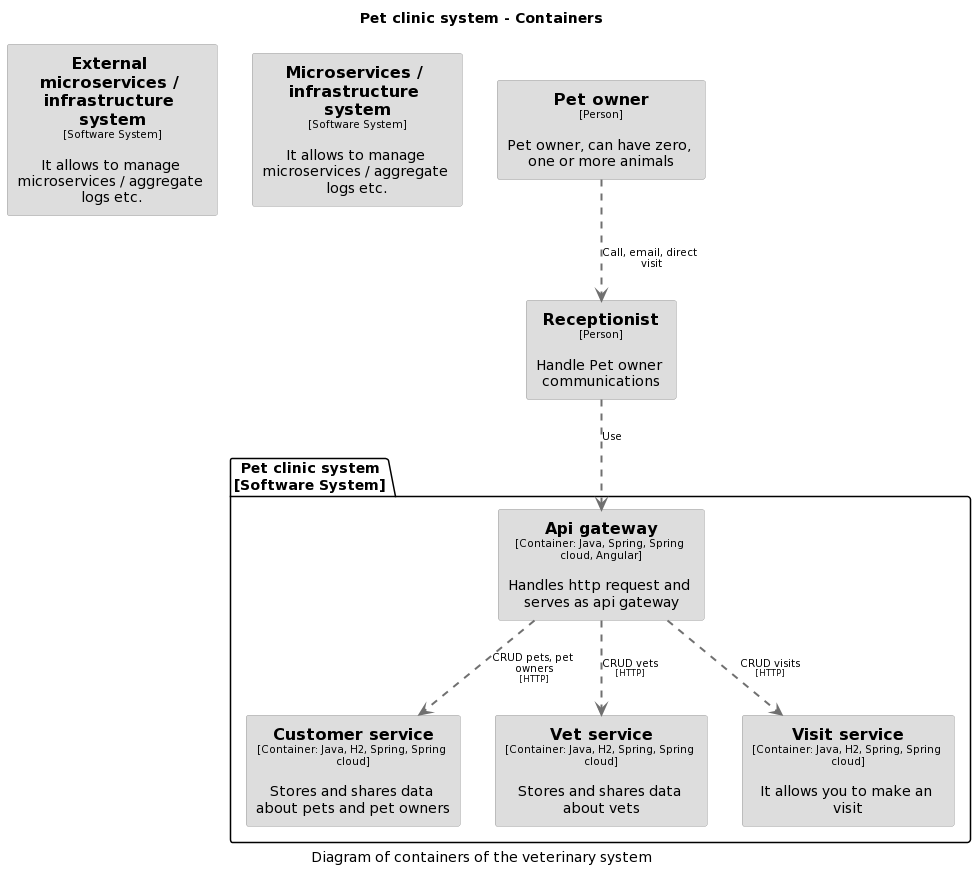 Pet clinic system - Containers
External
microservices /
infrastructure
system
[Software System]
It allows to manage
microservices / aggregate
logs etc.
Microservices /
infrastructure
system
[Software System]
It allows to manage
microservices / aggregate
logs etc.
Pet owner
[Person]
Pet owner, can have zero,
one or more animals
Call, email, direct
visit
Receptionist
[Person]
Handle Pet owner
communications
Use
Pet clinic system
[Software System]
Api gateway
[Container: Java, Spring, Spring
cloud, Angular]
Handles http request and
serves as api gateway
CRUD pets, pet
owners
[HTTP]
CRUD vets
[HTTP]
CRUD visits
[HTTP]
Customer service
[Container: Java, H2, Spring, Spring
cloud]
Stores and shares data
about pets and pet owners
Vet service
[Container: Java, H2, Spring, Spring
cloud]
Stores and shares data
about vets
Visit service
[Container: Java, H2, Spring, Spring
cloud]
It allows you to make an
visit
Diagram of containers of the veterinary system